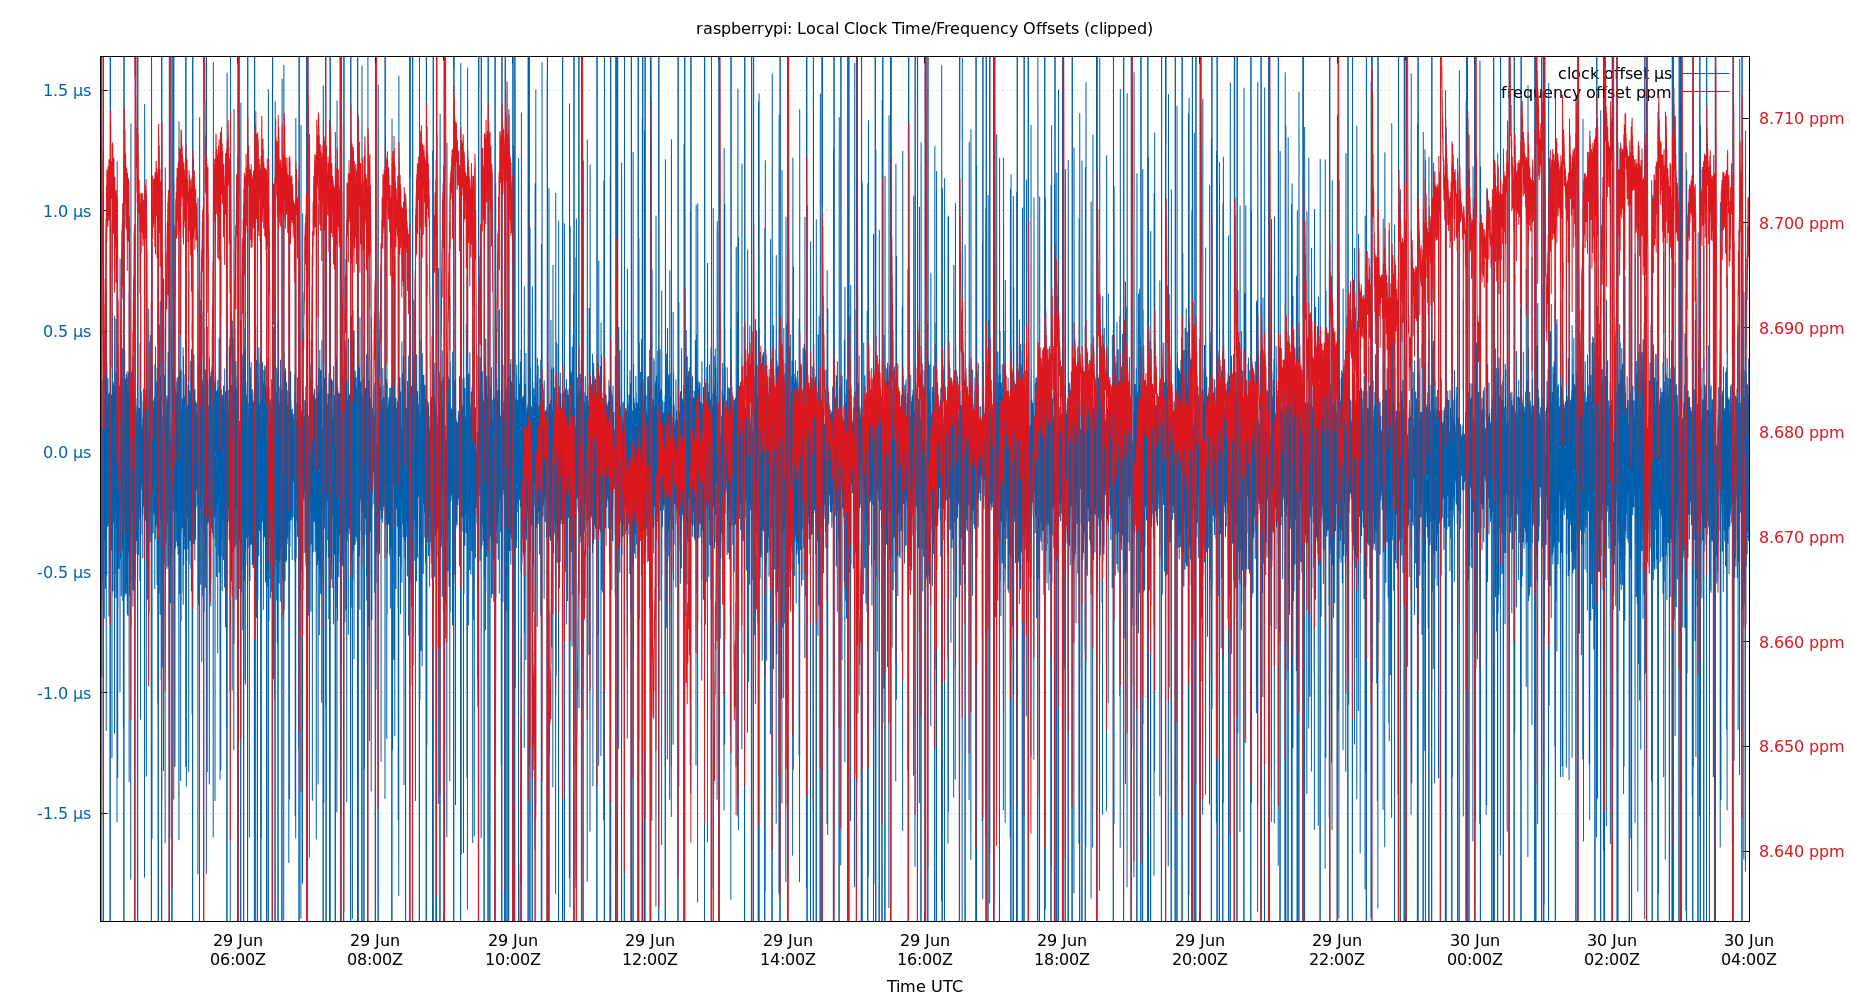 raspberrypi: Local Clock Time/Frequency Offsets (clipped)
clock offset μs
frequency offset ppm
1.5 μs
1.0 μs
0.5 μs
0.0 μs
-0.5 μs
-1.0 μs
-1.5 μs
8.710 ppm
8.700 ppm
8.690 ppm
8.680 ppm
8.670 ppm
8.660 ppm
8.650 ppm
8.640 ppm
29 Jun 29 Jun 29 Jun 29 Jun 29 Jun 29 Jun 29 Jun 29 Jun 29 Jun 30 Jun 30 Jun 30 Jun
06:00Z 08:00Z 10:00Z 12:00Z 14:00Z 16:00Z 18:00Z 20:00Z 22:00Z 00:00Z 02:00Z 04:00Z
Time UTC